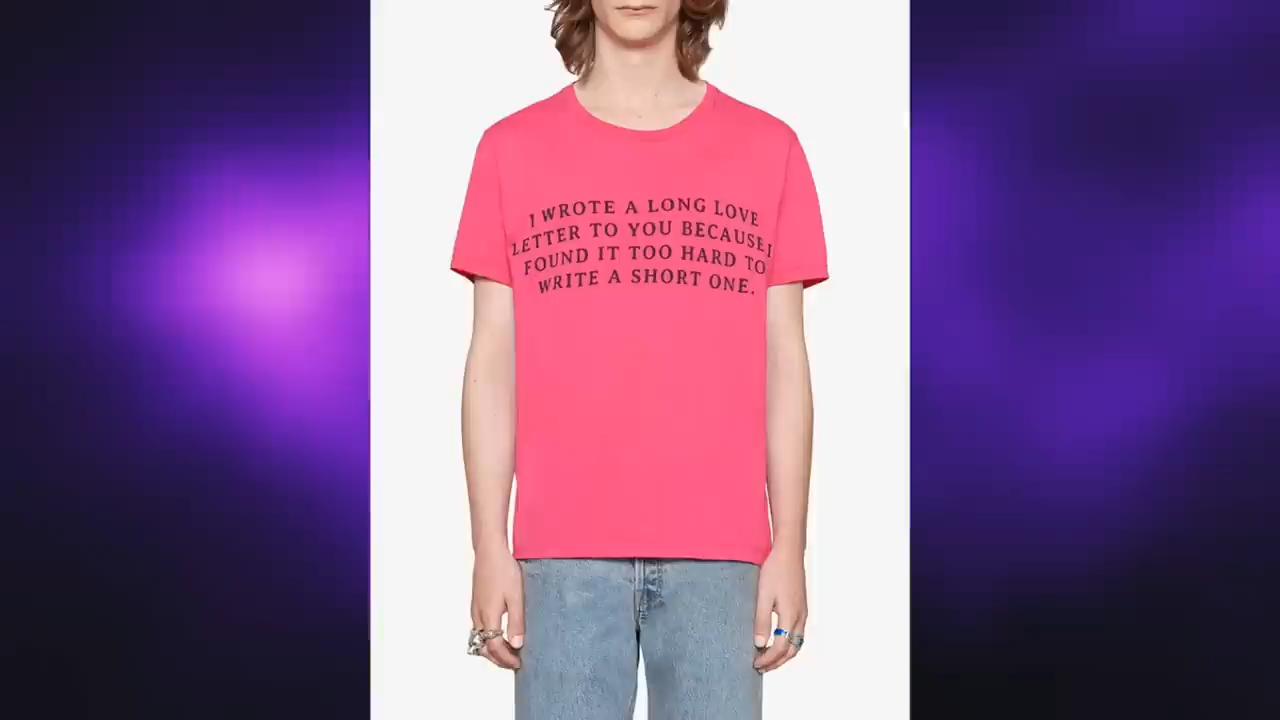 I WROTE A LONG LOVE
LETTER TO YOU BECAUSE I
FOUND IT TOO HARD TO
WRITE A SHORT ONE.